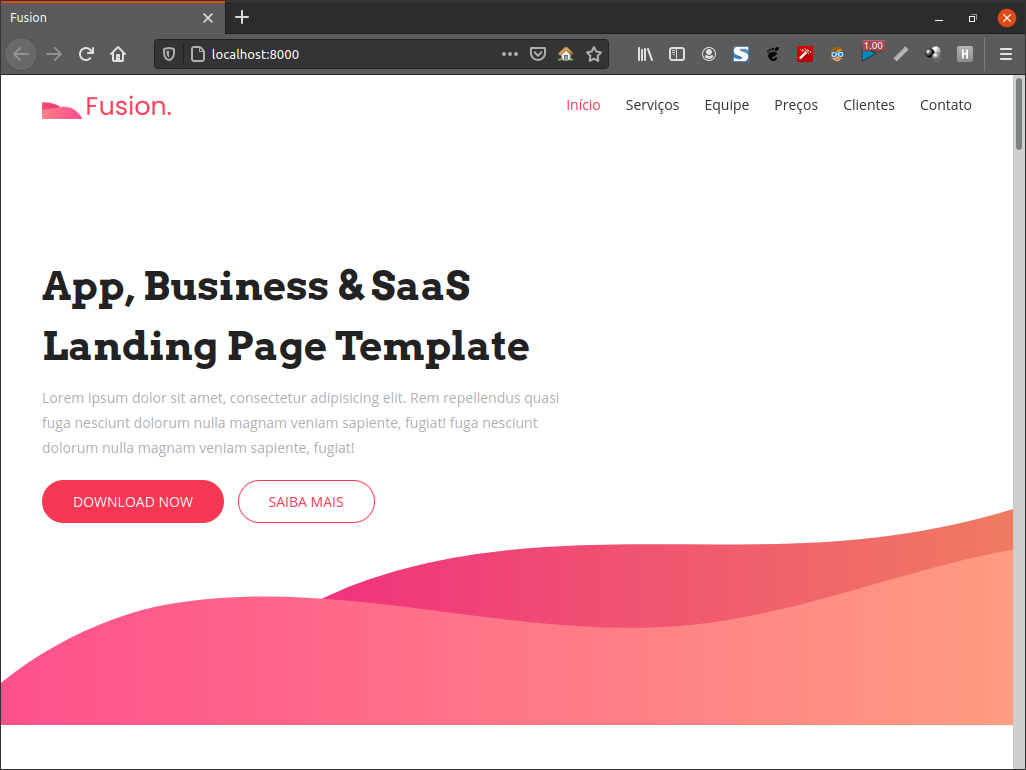 Fusion
localhost:8000
1.00
H
Fusion.
Início Serviços Equipe Preços Clientes Contato
App, Business & SaaS
Landing Page Template
Lorem ipsum dolor sit amet, consectetur adipisicing elit. Rem repellendus quasi
fuga nesciunt dolorum nulla magnam veniam sapiente, fugiat! fuga nesciunt
dolorum nulla magnam veniam sapiente, fugiat!
DOWNLOAD NOW SAIBA MAIS